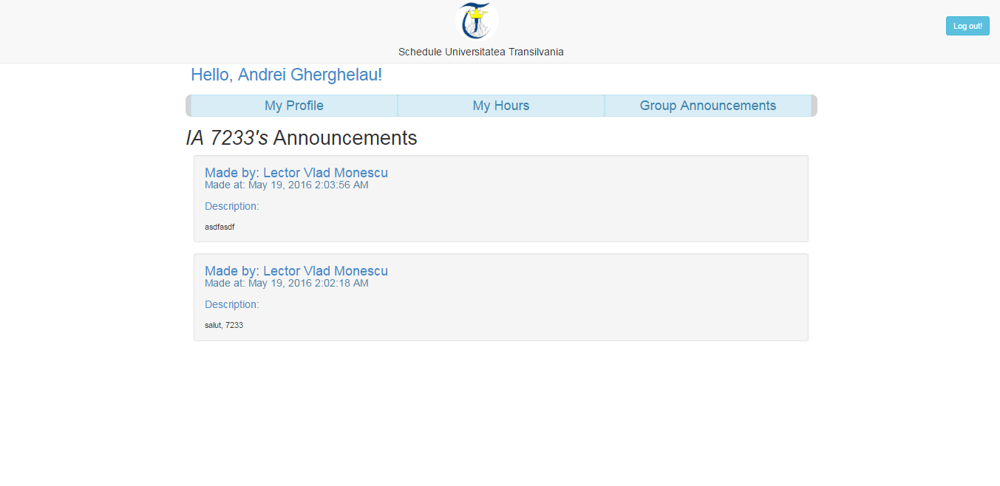 Schedule Universitatea Transilvania
Log out!
Hello, Andrei Gherghelau!
My Profile
My Hours
Group Announcements
IA 7233's Announcements
Made by: Lector Vlad Monescu
Made at: May 19, 2016 2:03:56 AM
Description:
asdfasdf
Made by: Lector Vlad Monescu
Made at: May 19, 2016 2:02:18 AM
Description:
salut, 7233